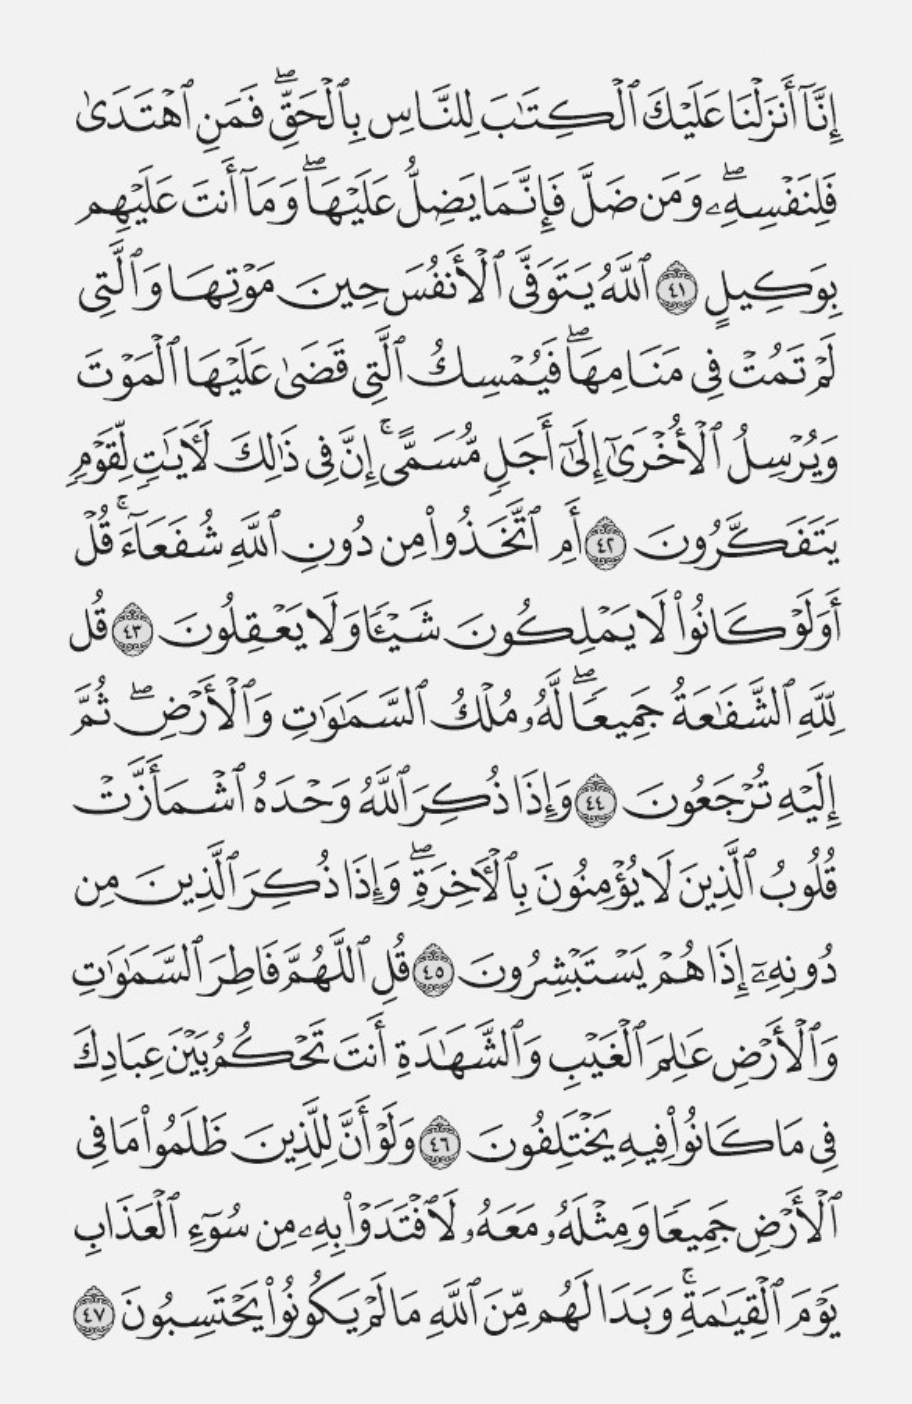 إِنَّآ أَنزَلْنَا عَلَيْكَ ٱلْكِتَٰبَ لِلنَّاسِ بِٱلْحَقِّ ۖ فَمَنِ ٱهْتَدَىٰ
فَلِنَفْسِهِۦ ۖ وَمَن ضَلَّ فَإِنَّمَا يَضِلُّ عَلَيْهَا ۖ وَمَآ أَنتَ عَلَيْهِم
بِوَكِيلٍ ٤١ ٱللَّهُ يَتَوَفَّى ٱلْأَنفُسَ حِينَ مَوْتِهَا وَٱلَّتِى
لَمْ تَمُتْ فِى مَنَامِهَا ۖ فَيُمْسِكُ ٱلَّتِى قَضَىٰ عَلَيْهَا ٱلْمَوْتَ
وَيُرْسِلُ ٱلْأُخْرَىٰٓ إِلَىٰٓ أَجَلٍ مُّسَمًّى ۚ إِنَّ فِى ذَٰلِكَ لَءَايَٰتٍ لِّقَوْمٍ
يَتَفَكَّرُونَ ٤٢ أَمِ ٱتَّخَذُوا۟ مِن دُونِ ٱللَّهِ شُفَعَآءَ ۚ قُلْ
أَوَلَوْ كَانُوا۟ لَا يَمْلِكُونَ شَيْـًٔا وَلَا يَعْقِلُونَ ٤٣ قُل
لِّلَّهِ ٱلشَّفَٰعَةُ جَمِيعًا ۖ لَّهُۥ مُلْكُ ٱلسَّمَٰوَٰتِ وَٱلْأَرْضِ ۖ ثُمَّ
إِلَيْهِ تُرْجَعُونَ ٤٤ وَإِذَا ذُكِرَ ٱللَّهُ وَحْدَهُ ٱشْمَأَزَّتْ
قُلُوبُ ٱلَّذِينَ لَا يُؤْمِنُونَ بِٱلْءَاخِرَةِ ۖ وَإِذَا ذُكِرَ ٱلَّذِينَ مِن
دُونِهِۦٓ إِذَا هُمْ يَسْتَبْشِرُونَ ٤٥ قُلِ ٱللَّهُمَّ فَاطِرَ ٱلسَّمَٰوَٰتِ
وَٱلْأَرْضِ عَٰلِمَ ٱلْغَيْبِ وَٱلشَّهَٰدَةِ أَنتَ تَحْكُمُ بَيْنَ عِبَادِكَ
فِى مَا كَانُوا۟ فِيهِ يَخْتَلِفُونَ ٤٦ وَلَوْ أَنَّ لِلَّذِينَ ظَلَمُوا۟ مَا فِى
ٱلْأَرْضِ جَمِيعًا وَمِثْلَهُۥ مَعَهُۥ لَٱفْتَدَوْا۟ بِهِۦ مِن سُوٓءِ ٱلْعَذَابِ
يَوْمَ ٱلْقِيَٰمَةِ ۚ وَبَدَا لَهُم مِّنَ ٱللَّهِ مَا لَمْ يَكُونُوا۟ يَحْتَسِبُونَ ٤٧